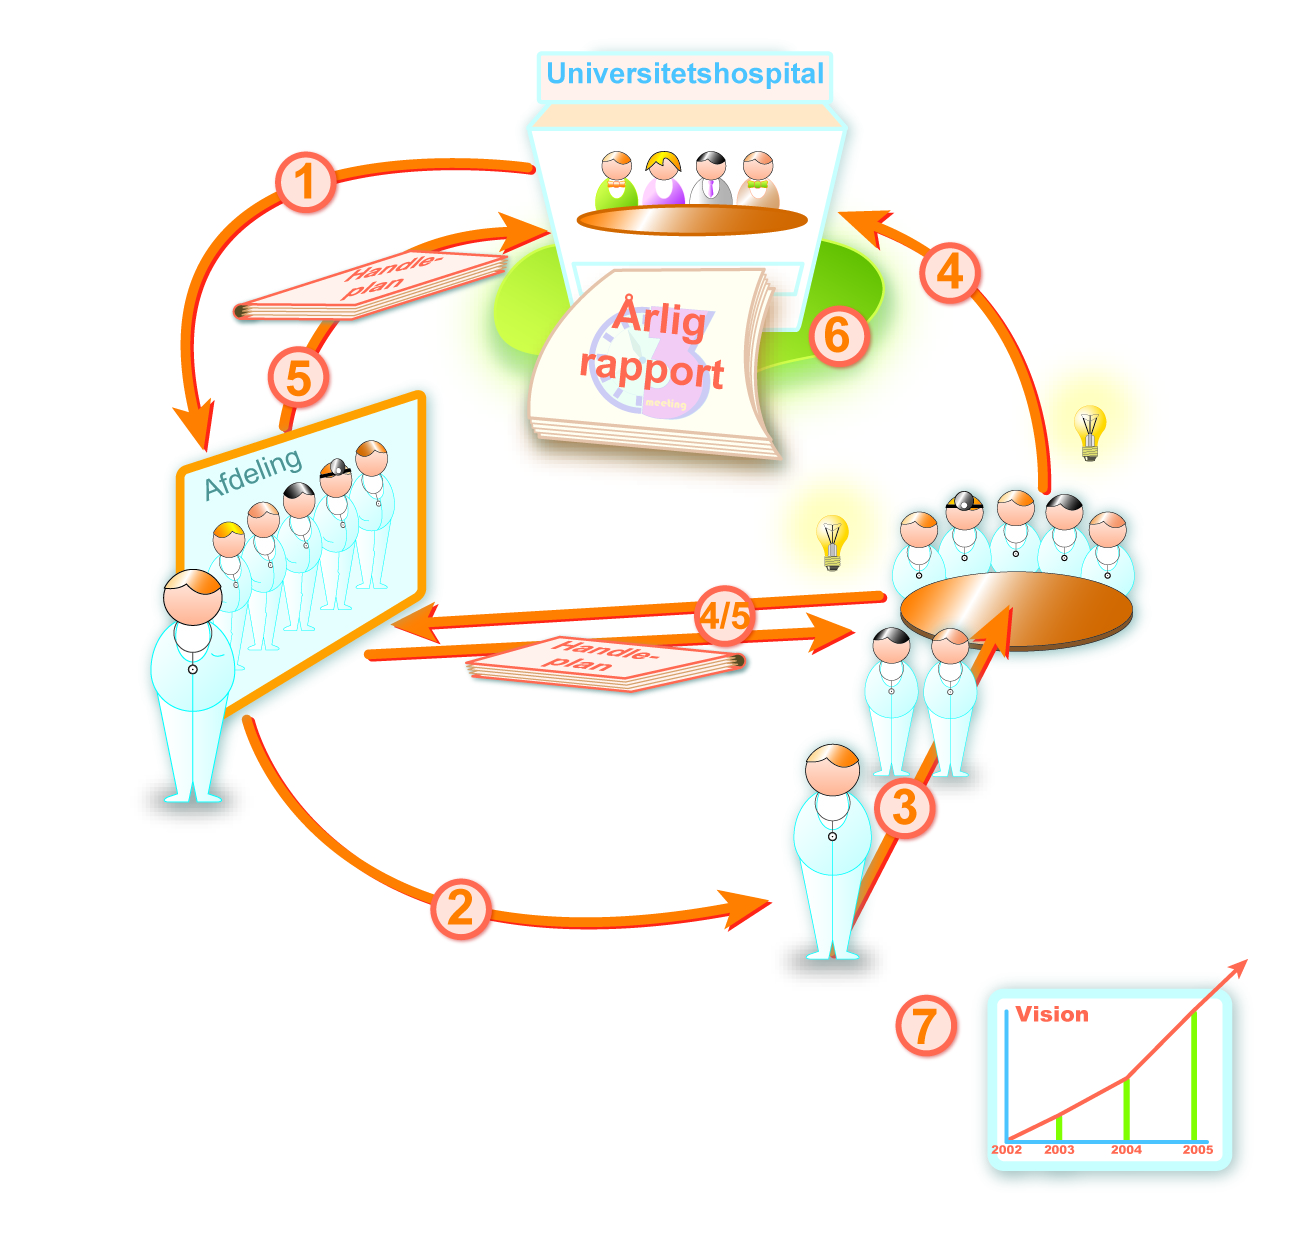 Universitetshospital
1
Handle-
plan
4
Årlig
rapport
meeting
6
5
Afdeling
4/5
Handle-
plan
3
2
7
Vision
2002 2003 2004 2005